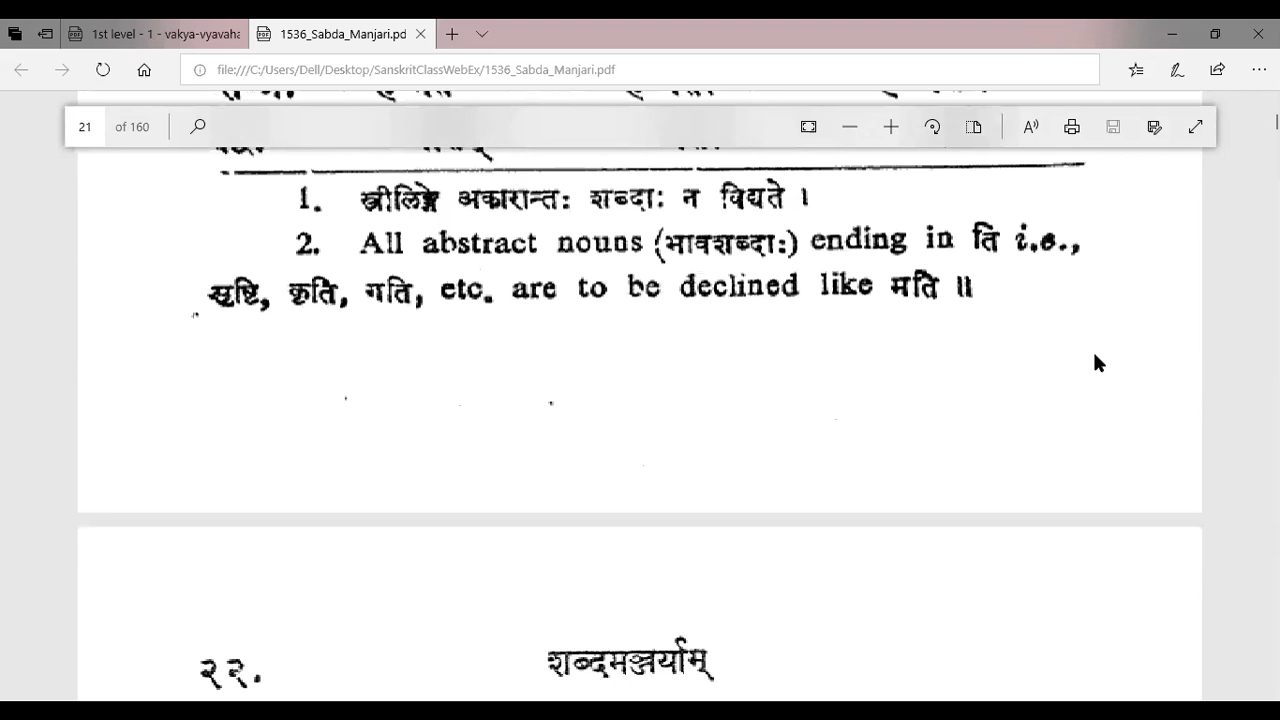 1st level - 1 - vakya-vyavaha
1536_Sabda_Manjari.pd
file:///C:/Users/Dell/Desktop/SanskritClassWebEx/1536_Sabda_Manjari.pdf
21 of 160
1. स्त्रीलिङ्गे अकारान्तः शब्दाः न विद्यते ।
2. All abstract nouns (भावशब्दाः) ending in ति i.e.,
सृष्टि, कृति, गति, etc. are to be declined like मति ॥
२२. शब्दमञ्जर्याम्